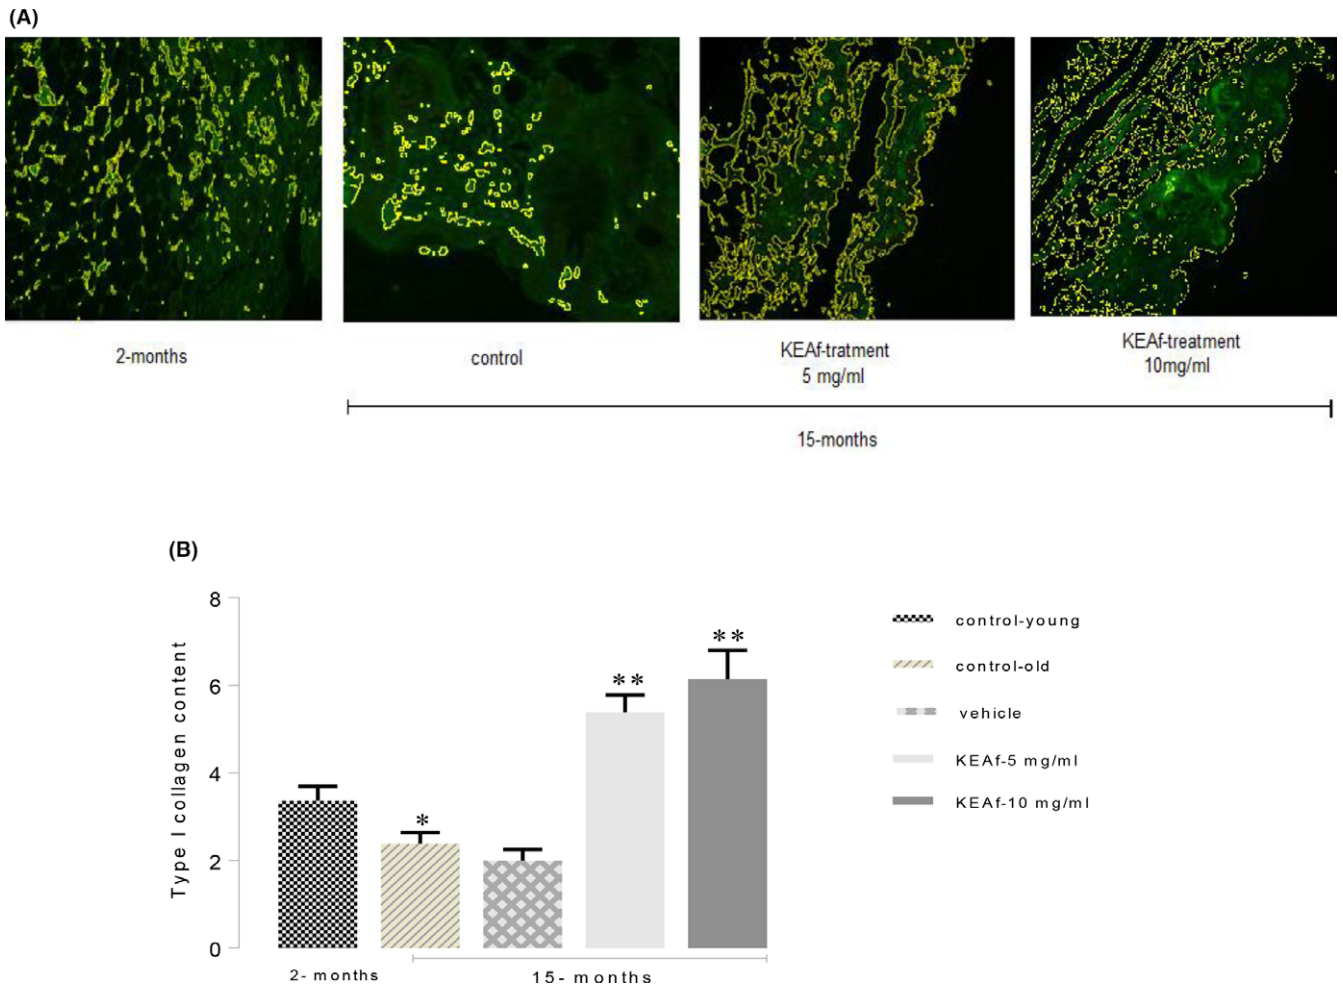 (A)
2-months
control
KEAf-tratment
5 mg/ml
KEAf-treatment
10mg/ml
15-months
(B)
Type I collagen content
8
6
4
2
0
*
**
**
2- months
15- months
control-young
control-old
vehicle
KEAf-5 mg/ml
KEAf-10 mg/ml